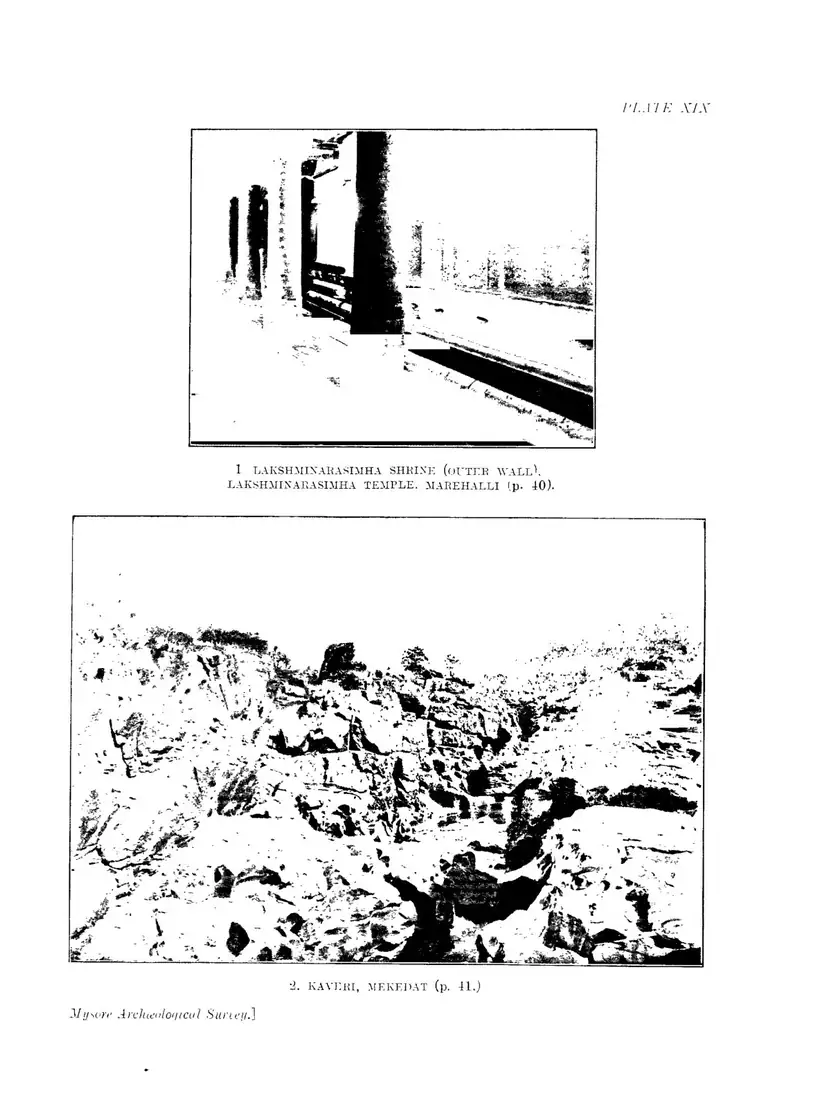 PLATE XIX
1 LAKSHMINARASIMHA SHRINE (OUTER WALL).
LAKSHMINARASIMHA TEMPLE. MAREHALLI (p. 40).
2. KAVERI, MEKEDAT (p. 41.)
Mysore Archæological Survey.]